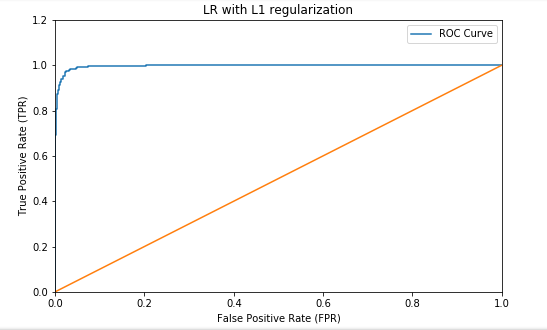 LR with L1 regularization
1.2
ROC Curve
1.0
0.8
True Positive Rate (TPR)
0.6
0.4
0.2
0.0
0.0 0.2 0.4 0.6 0.8 1.0
False Positive Rate (FPR)